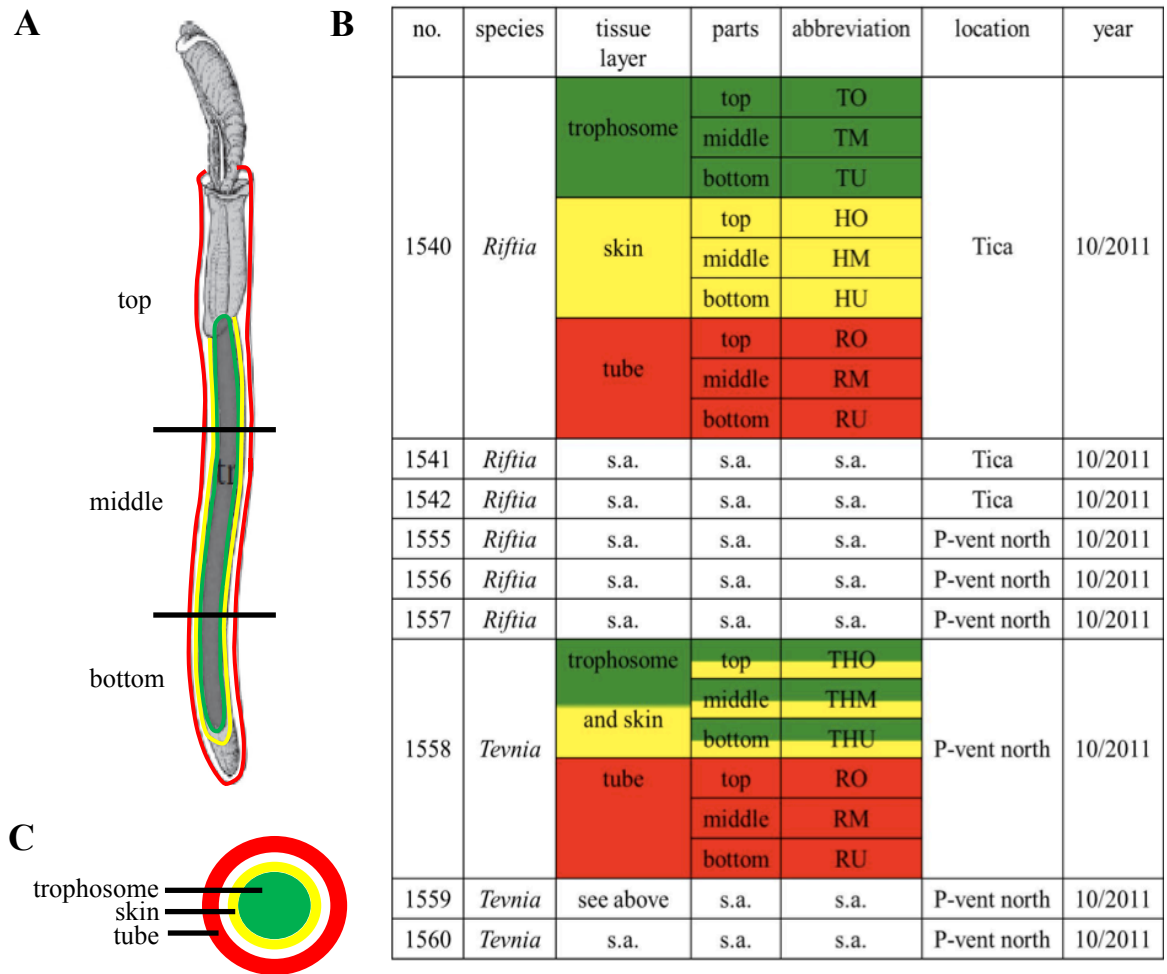 A
top
tr
middle
bottom
B
no. species tissue layer parts abbreviation location year
1540 Riftia trophosome top TO Tica 10/2011
middle TM
bottom TU
skin top HO
middle HM
bottom HU
tube top RO
middle RM
bottom RU
1541 Riftia s.a. s.a. s.a. Tica 10/2011
1542 Riftia s.a. s.a. s.a. Tica 10/2011
1555 Riftia s.a. s.a. s.a. P-vent north 10/2011
1556 Riftia s.a. s.a. s.a. P-vent north 10/2011
1557 Riftia s.a. s.a. s.a. P-vent north 10/2011
1558 Tevnia trophosome and skin top THO P-vent north 10/2011
middle THM
bottom THU
tube top RO
middle RM
bottom RU
1559 Tevnia see above s.a. s.a. P-vent north 10/2011
1560 Tevnia s.a. s.a. s.a. P-vent north 10/2011
C
trophosome
skin
tube